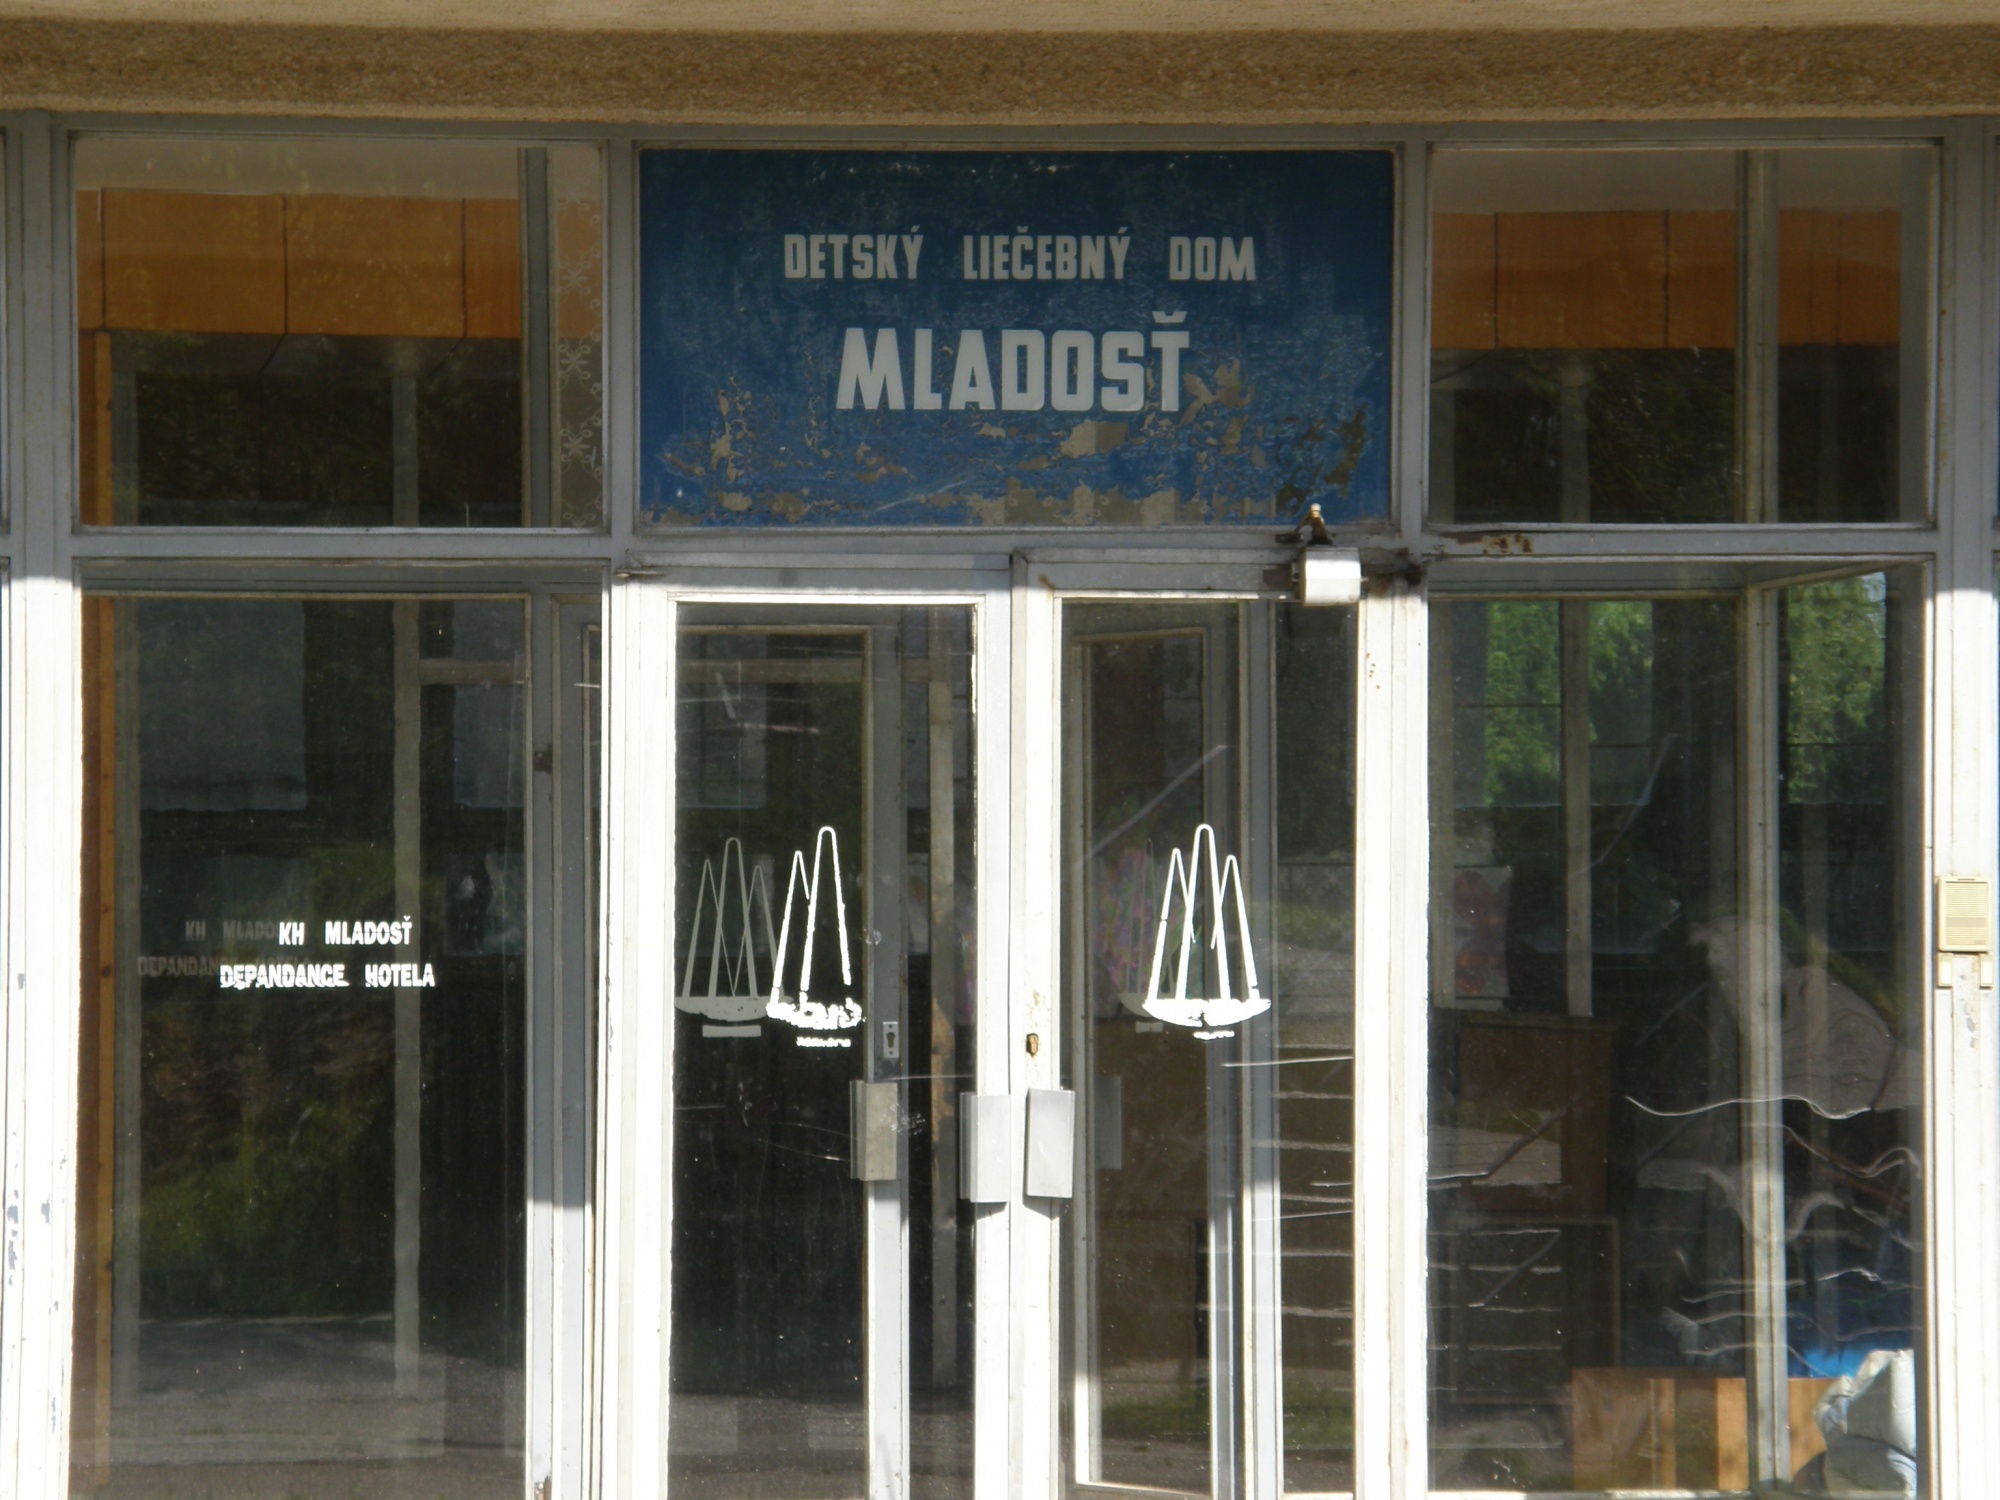 DETSKÝ LIEČEBNÝ DOM
MLADOSŤ
KH MLADOSŤ
DEPANDANCE HOTELA